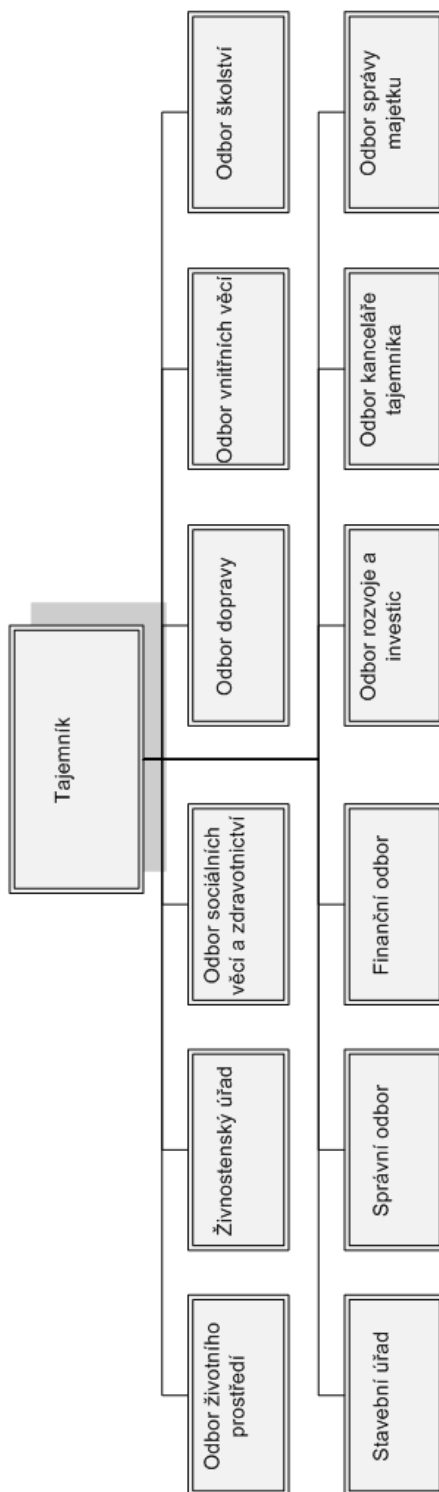 Tajemník
Odbor životního
prostředí
Živnostenský úřad
Odbor sociálních
věcí a zdravotnictví
Odbor dopravy
Odbor vnitřních věcí
Odbor školství
Stavební úřad
Správní odbor
Finanční odbor
Odbor rozvoje a
investic
Odbor kanceláře
tajemníka
Odbor správy
majetku